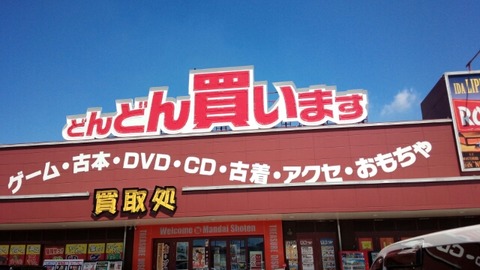 どんどん買います
ゲーム・古本・DVD・CD・古着・アクセ・おもちゃ
買取処
Welcome Mandai Shoten